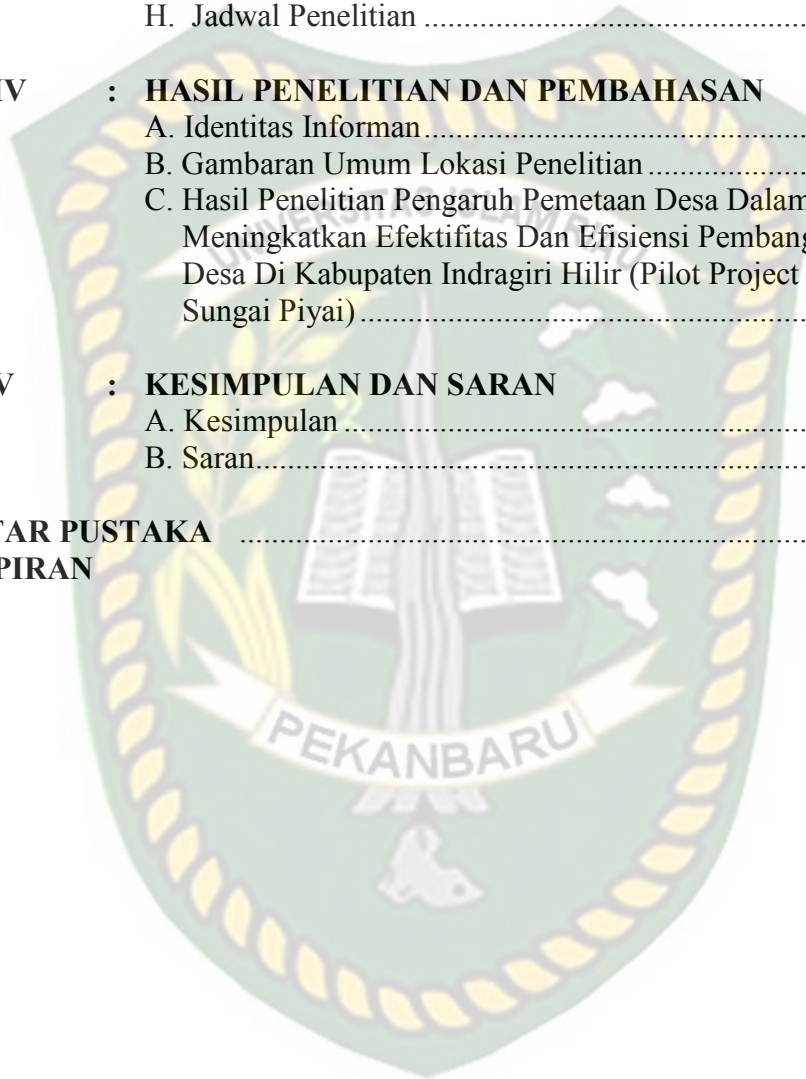 H. Jadwal Penelitian ....................................................
IV : HASIL PENELITIAN DAN PEMBAHASAN
A. Identitas Informan....................................................
B. Gambaran Umum Lokasi Penelitian ....................
C. Hasil Penelitian Pengaruh Pemetaan Desa Dalam
Meningkatkan Efektifitas Dan Efisiensi Pembang
Desa Di Kabupaten Indragiri Hilir (Pilot Project
Sungai Piyai) .........................................................
V : KESIMPULAN DAN SARAN
A. Kesimpulan ............................................................
B. Saran.......................................................................
TAR PUSTAKA ........................................................................
PIRAN
UNIVERSITAS ISLAM RIAU
PEKANBARU